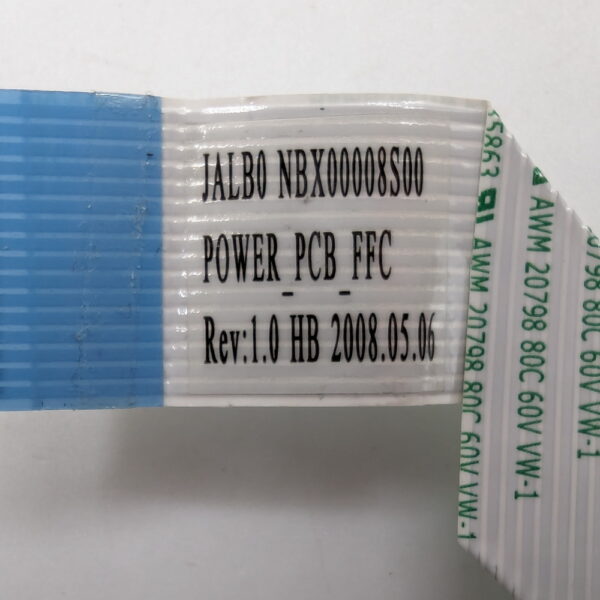 JALB0 NBX00008S00
POWER_PCB_FFC
Rev:1.0 HB 2008.05.06
AWM 20798 80C 60V VW-1
AWM 20798 80C 60V VW-1
20798 80C 60V VW-1